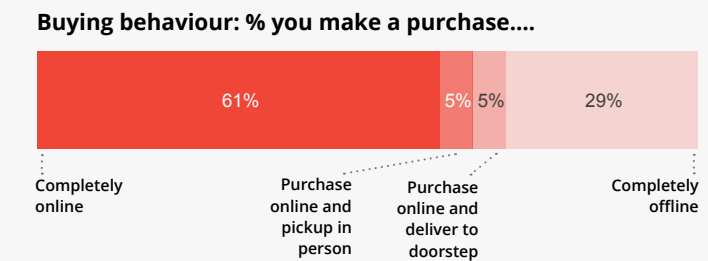 Buying behaviour: % you make a purchase....
61%
5%
5%
29%
Completely
online
Purchase
online and
pickup in
person
Purchase
online and
deliver to
doorstep
Completely
offline